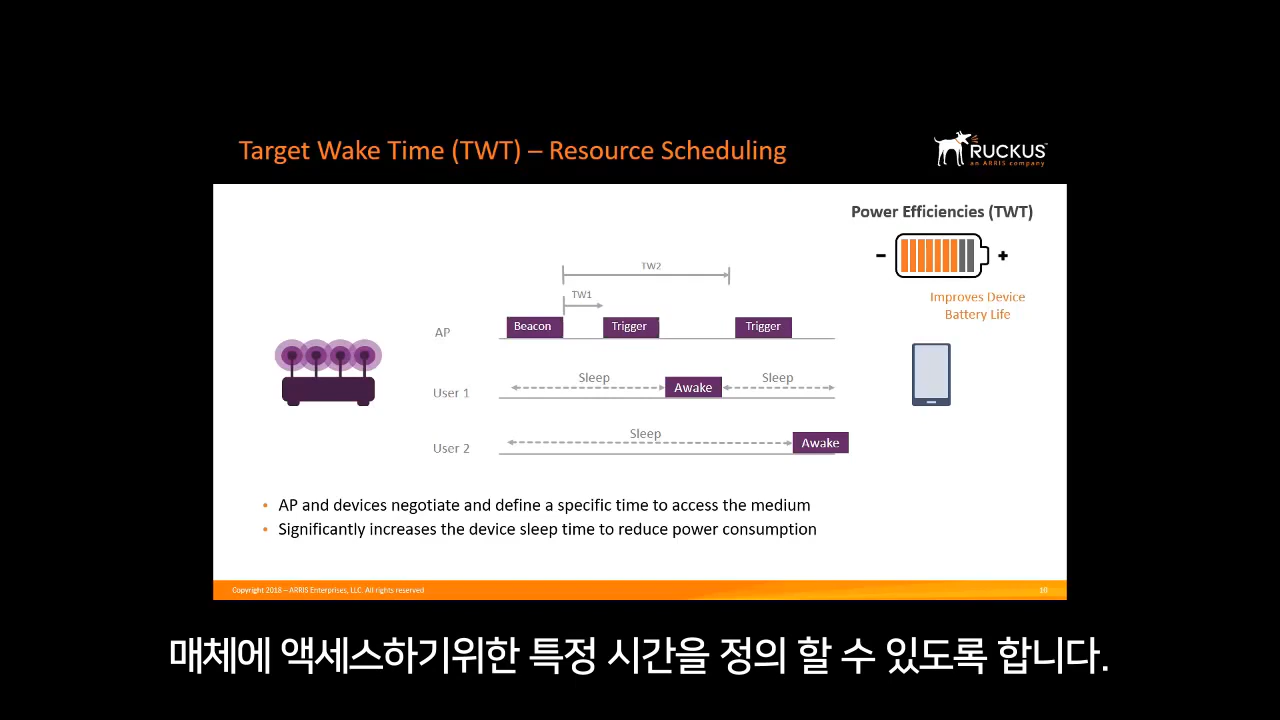 Target Wake Time (TWT) – Resource Scheduling
RUCKUS
an ARRIS company
Power Efficiencies (TWT)
- +
Improves Device
Battery Life
TW2
TW1
AP Beacon Trigger Trigger
User 1 Sleep Awake Sleep
User 2 Sleep Awake
• AP and devices negotiate and define a specific time to access the medium
• Significantly increases the device sleep time to reduce power consumption
Copyright 2018 – ARRIS Enterprises, LLC. All rights reserved 10
매체에 액세스하기위한 특정 시간을 정의 할 수 있도록 합니다.